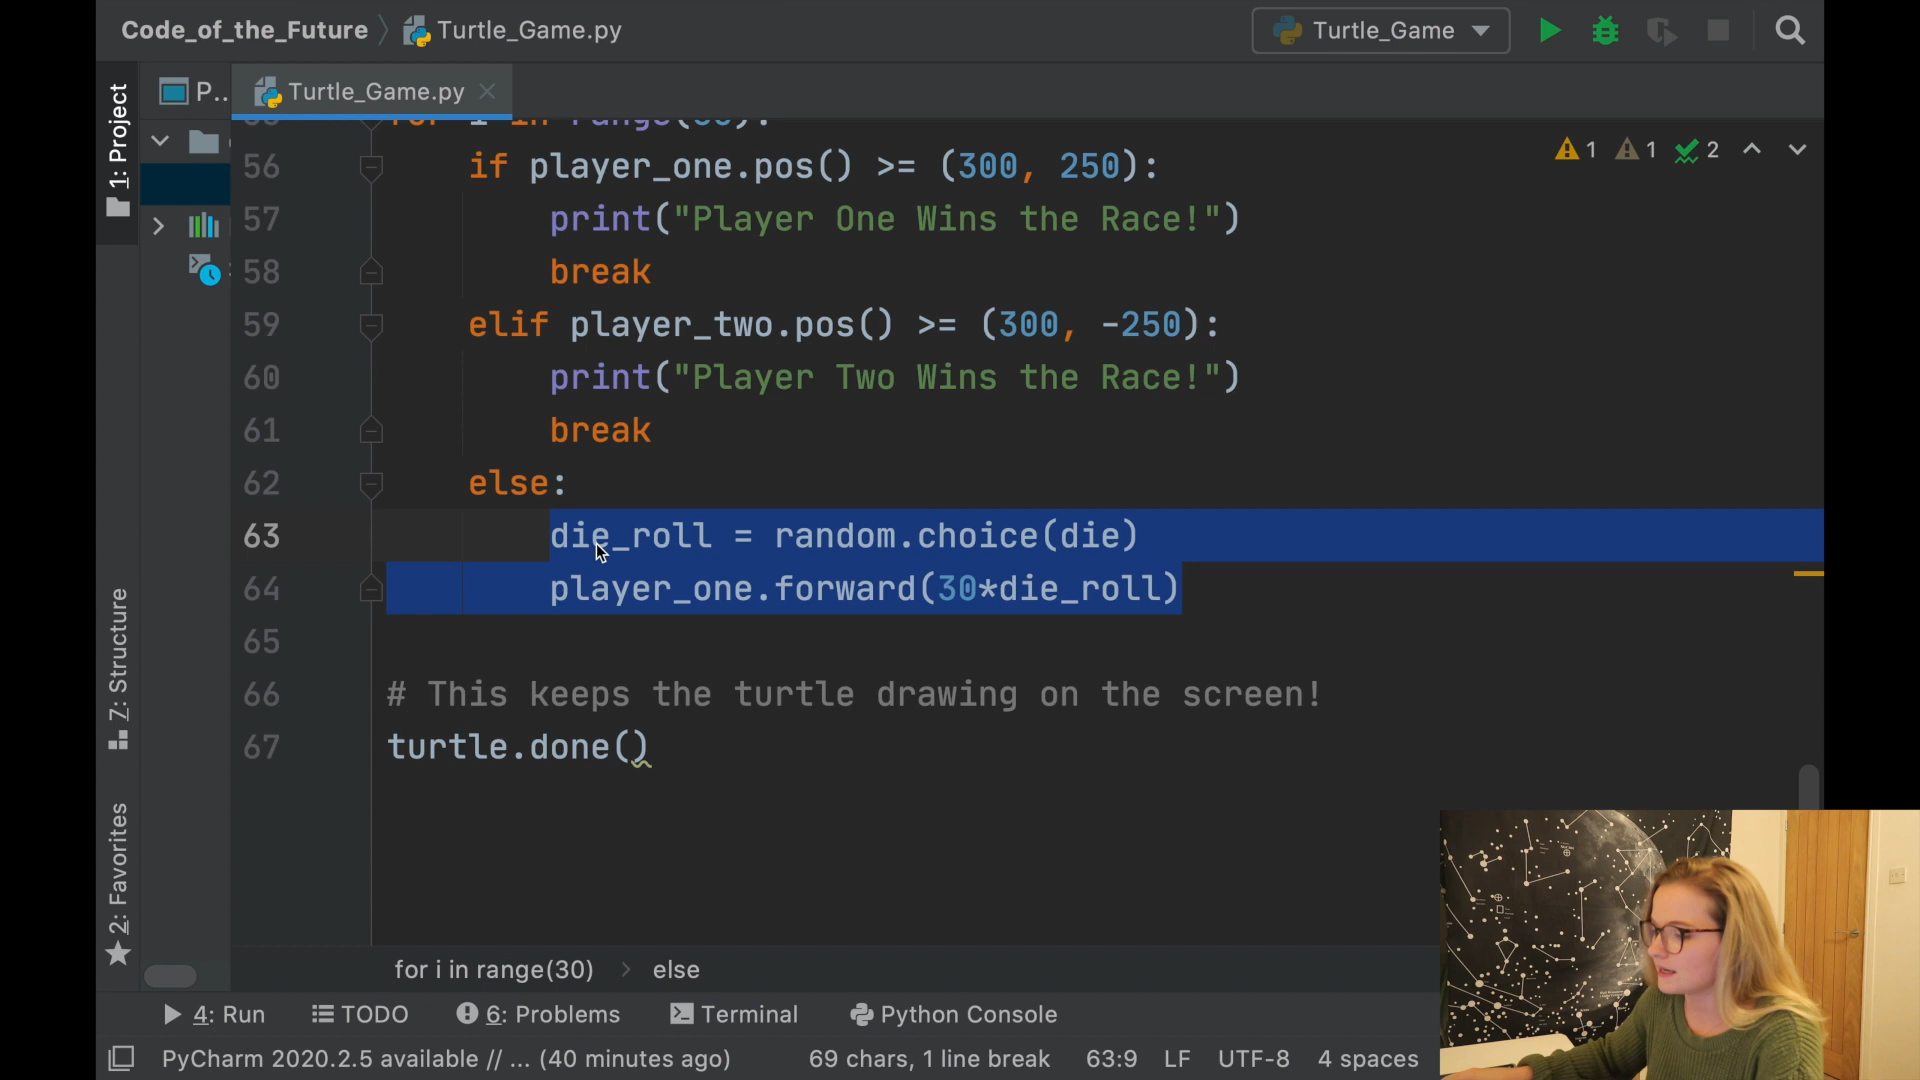 Code_of_the_Future
Turtle_Game.py
Turtle_Game
1: Project
P..
Turtle_Game.py
1 1 2
56 if player_one.pos() >= (300, 250):
57 print("Player One Wins the Race!")
58 break
59 elif player_two.pos() >= (300, -250):
60 print("Player Two Wins the Race!")
61 break
62 else:
63 die_roll = random.choice(die)
64 player_one.forward(30*die_roll)
65
66 # This keeps the turtle drawing on the screen!
67 turtle.done()
7: Structure
2: Favorites
for i in range(30) > else
4: Run
TODO
6: Problems
Terminal
Python Console
PyCharm 2020.2.5 available // ... (40 minutes ago)
69 chars, 1 line break
63:9
LF
UTF-8
4 spaces